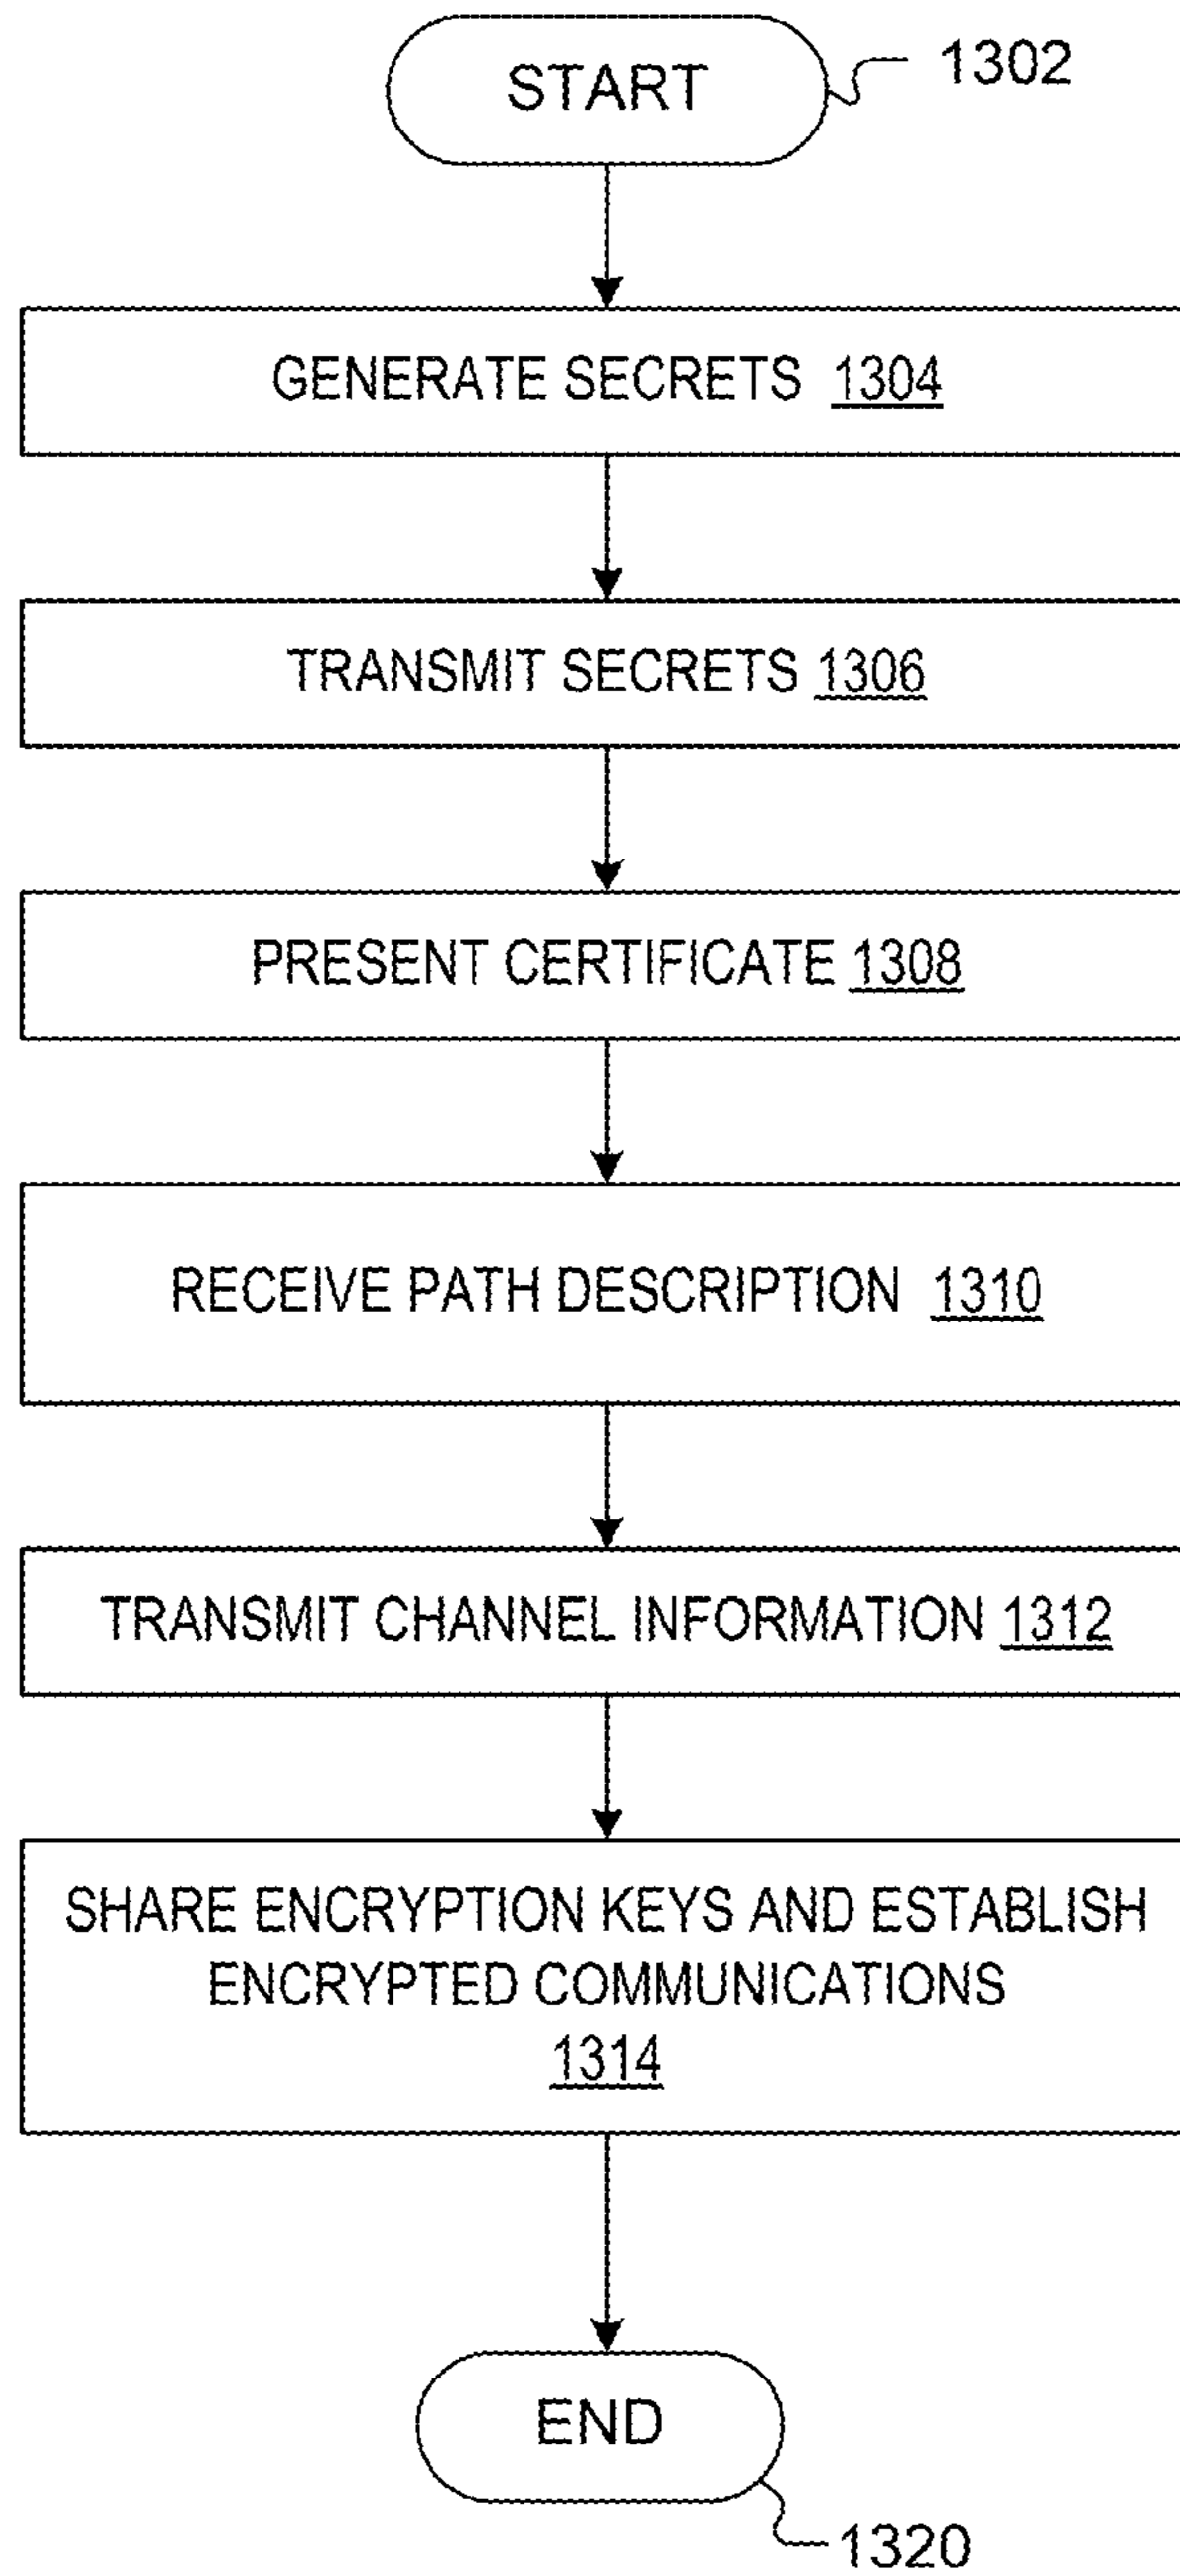 START 1302
GENERATE SECRETS 1304
TRANSMIT SECRETS 1306
PRESENT CERTIFICATE 1308
RECEIVE PATH DESCRIPTION 1310
TRANSMIT CHANNEL INFORMATION 1312
SHARE ENCRYPTION KEYS AND ESTABLISH
ENCRYPTED COMMUNICATIONS
1314
END
1320